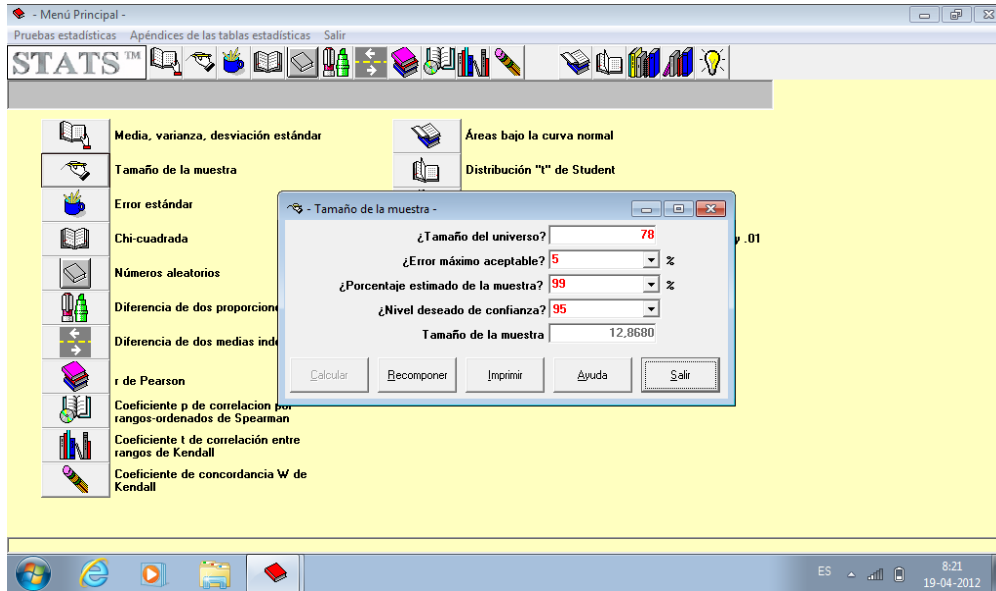 - Menú Principal -
Pruebas estadísticas Apéndices de las tablas estadísticas Salir
STATS™
Media, varianza, desviación estándar
Áreas bajo la curva normal
Tamaño de la muestra
Distribución "t" de Student
Error estándar
Chi-cuadrada
y .01
Números aleatorios
Diferencia de dos proporcione
Diferencia de dos medias inde
r de Pearson
Coeficiente p de correlacion por
rangos-ordenados de Spearman
Coeficiente t de correlación entre
rangos de Kendall
Coeficiente de concordancia W de
Kendall
- Tamaño de la muestra -
¿Tamaño del universo? 78
¿Error máximo aceptable? 5 %
¿Porcentaje estimado de la muestra? 99 %
¿Nivel deseado de confianza? 95
Tamaño de la muestra 12,8680
Calcular Recomponer Imprimir Ayuda Salir
ES 8:21
19-04-2012